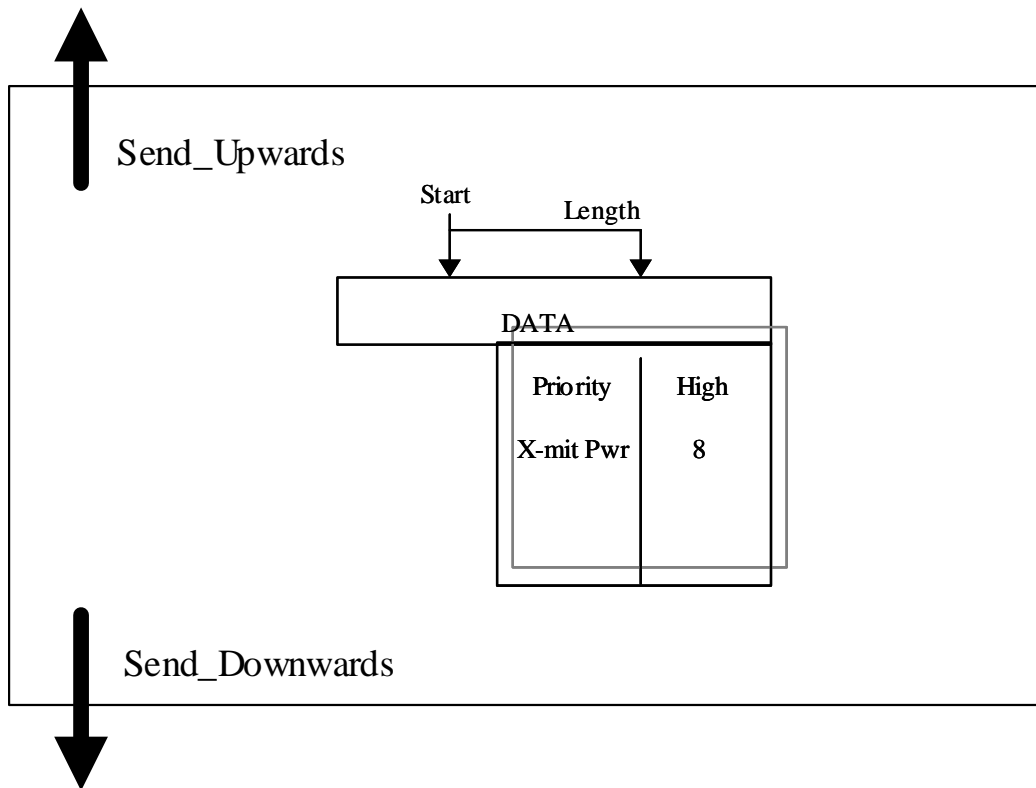 Send_Upwards
Start
Length
DATA
Priority High
X-mit Pwr 8
Send_Downwards